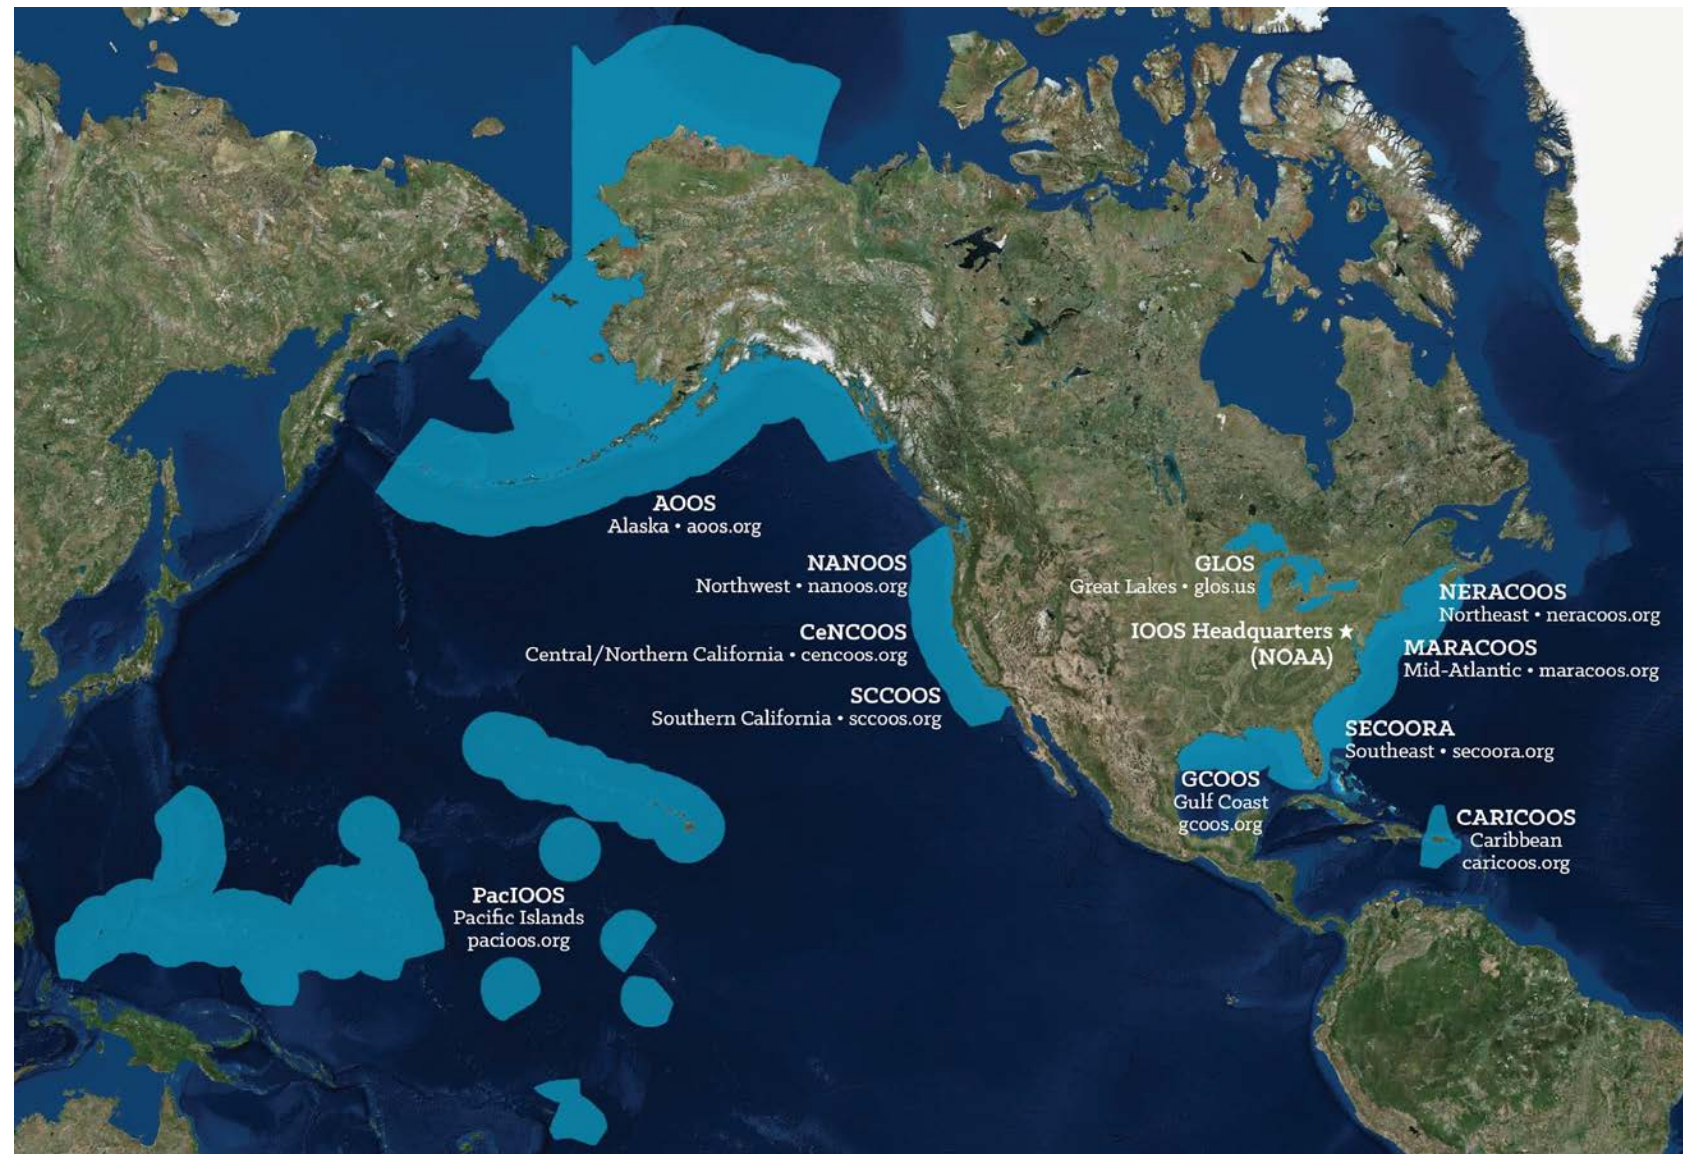 AOOS
Alaska • aoos.org
NANOOS
Northwest • nanoos.org
CeNCOOS
Central/Northern California • cencoos.org
SCCOOS
Southern California • sccoos.org
PacIOOS
Pacific Islands
pacioos.org
GLOS
Great Lakes • glos.us
IOOS Headquarters
(NOAA)
NERACOOS
Northeast • neracoos.org
MARACOOS
Mid-Atlantic • maracoos.org
SECOORA
Southeast • secoora.org
GCOOS
Gulf Coast
gcoos.org
CARICOOS
Caribbean
caricoos.org